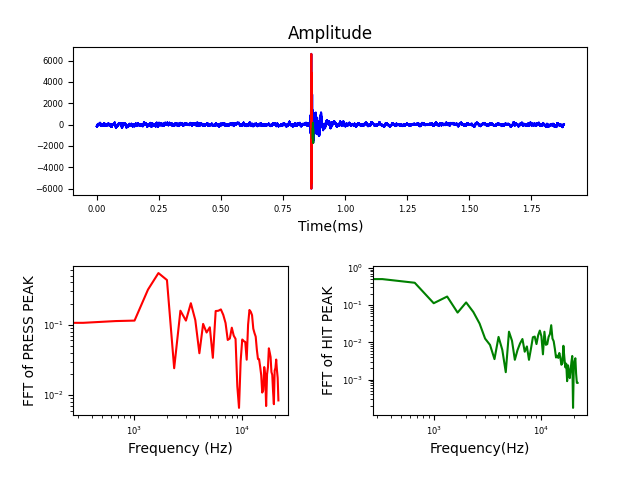 Amplitude
6000
4000
2000
0
−2000
−4000
−6000
0.00 0.25 0.50 0.75 1.00 1.25 1.50 1.75
Time(ms)
FFT of PRESS PEAK
10⁻¹
10⁻²
10³ 10⁴
Frequency (Hz)
FFT of HIT PEAK
10⁰
10⁻¹
10⁻²
10⁻³
10³ 10⁴
Frequency(Hz)